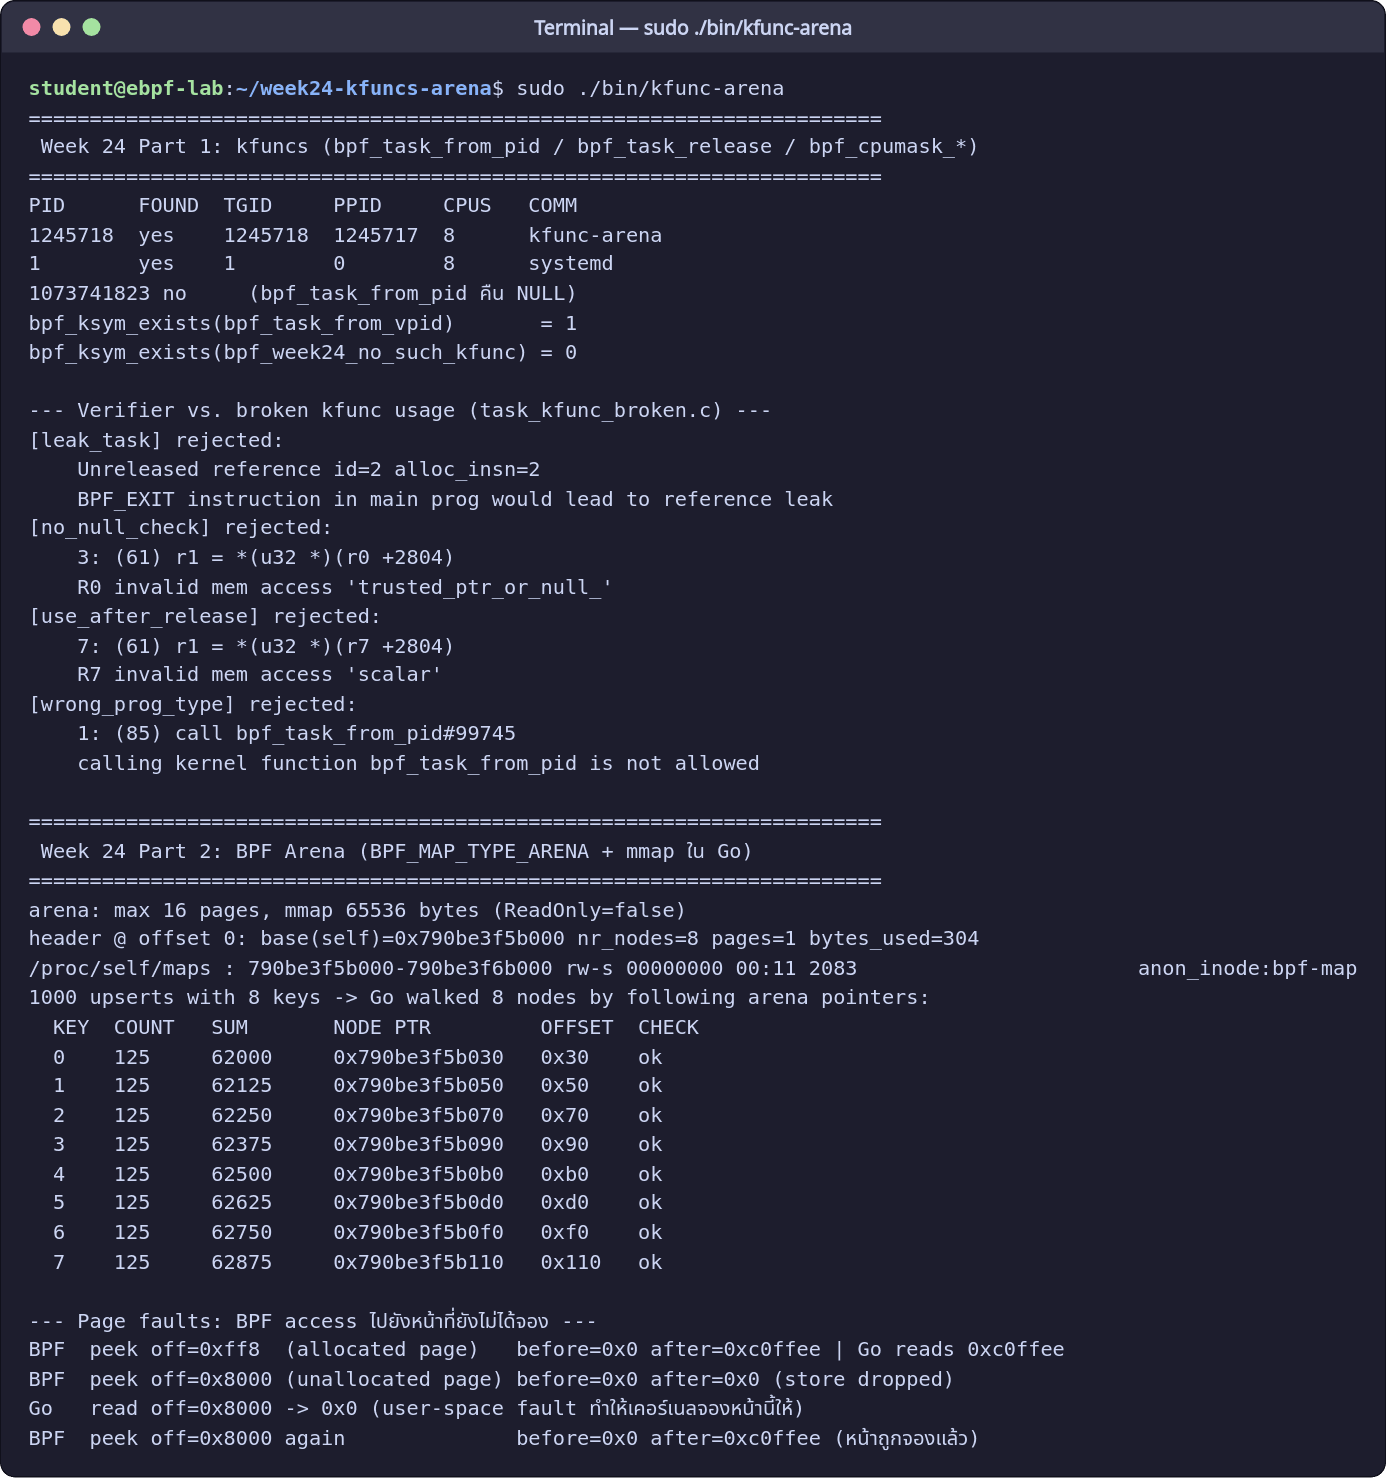 Terminal — sudo ./bin/kfunc-arena
student@ebpf-lab:~/week24-kfuncs-arena$ sudo ./bin/kfunc-arena
======================================================================
 Week 24 Part 1: kfuncs (bpf_task_from_pid / bpf_task_release / bpf_cpumask_*)
======================================================================
PID      FOUND  TGID     PPID     CPUS   COMM
1245718  yes    1245718  1245717  8      kfunc-arena
1        yes    1        0        8      systemd
1073741823 no     (bpf_task_from_pid คืน NULL)
bpf_ksym_exists(bpf_task_from_vpid)       = 1
bpf_ksym_exists(bpf_week24_no_such_kfunc) = 0
--- Verifier vs. broken kfunc usage (task_kfunc_broken.c) ---
[leak_task] rejected:
    Unreleased reference id=2 alloc_insn=2
    BPF_EXIT instruction in main prog would lead to reference leak
[no_null_check] rejected:
    3: (61) r1 = *(u32 *)(r0 +2804)
    R0 invalid mem access 'trusted_ptr_or_null_'
[use_after_release] rejected:
    7: (61) r1 = *(u32 *)(r7 +2804)
    R7 invalid mem access 'scalar'
[wrong_prog_type] rejected:
    1: (85) call bpf_task_from_pid#99745
    calling kernel function bpf_task_from_pid is not allowed
======================================================================
 Week 24 Part 2: BPF Arena (BPF_MAP_TYPE_ARENA + mmap ใน Go)
======================================================================
arena: max 16 pages, mmap 65536 bytes (ReadOnly=false)
header @ offset 0: base(self)=0x790be3f5b000 nr_nodes=8 pages=1 bytes_used=304
/proc/self/maps : 790be3f5b000-790be3f6b000 rw-s 00000000 00:11 2083                       anon_inode:bpf-map
1000 upserts with 8 keys -> Go walked 8 nodes by following arena pointers:
  KEY  COUNT   SUM       NODE PTR         OFFSET  CHECK
  0    125     62000     0x790be3f5b030   0x30    ok
  1    125     62125     0x790be3f5b050   0x50    ok
  2    125     62250     0x790be3f5b070   0x70    ok
  3    125     62375     0x790be3f5b090   0x90    ok
  4    125     62500     0x790be3f5b0b0   0xb0    ok
  5    125     62625     0x790be3f5b0d0   0xd0    ok
  6    125     62750     0x790be3f5b0f0   0xf0    ok
  7    125     62875     0x790be3f5b110   0x110   ok
--- Page faults: BPF access ไปยังหน้าที่ยังไม่ได้จอง ---
BPF  peek off=0xff8  (allocated page)   before=0x0 after=0xc0ffee | Go reads 0xc0ffee
BPF  peek off=0x8000 (unallocated page) before=0x0 after=0x0 (store dropped)
Go   read off=0x8000 -> 0x0 (user-space fault ทำให้เคอร์เนลจองหน้านี้ให้)
BPF  peek off=0x8000 again              before=0x0 after=0xc0ffee (หน้าถูกจองแล้ว)